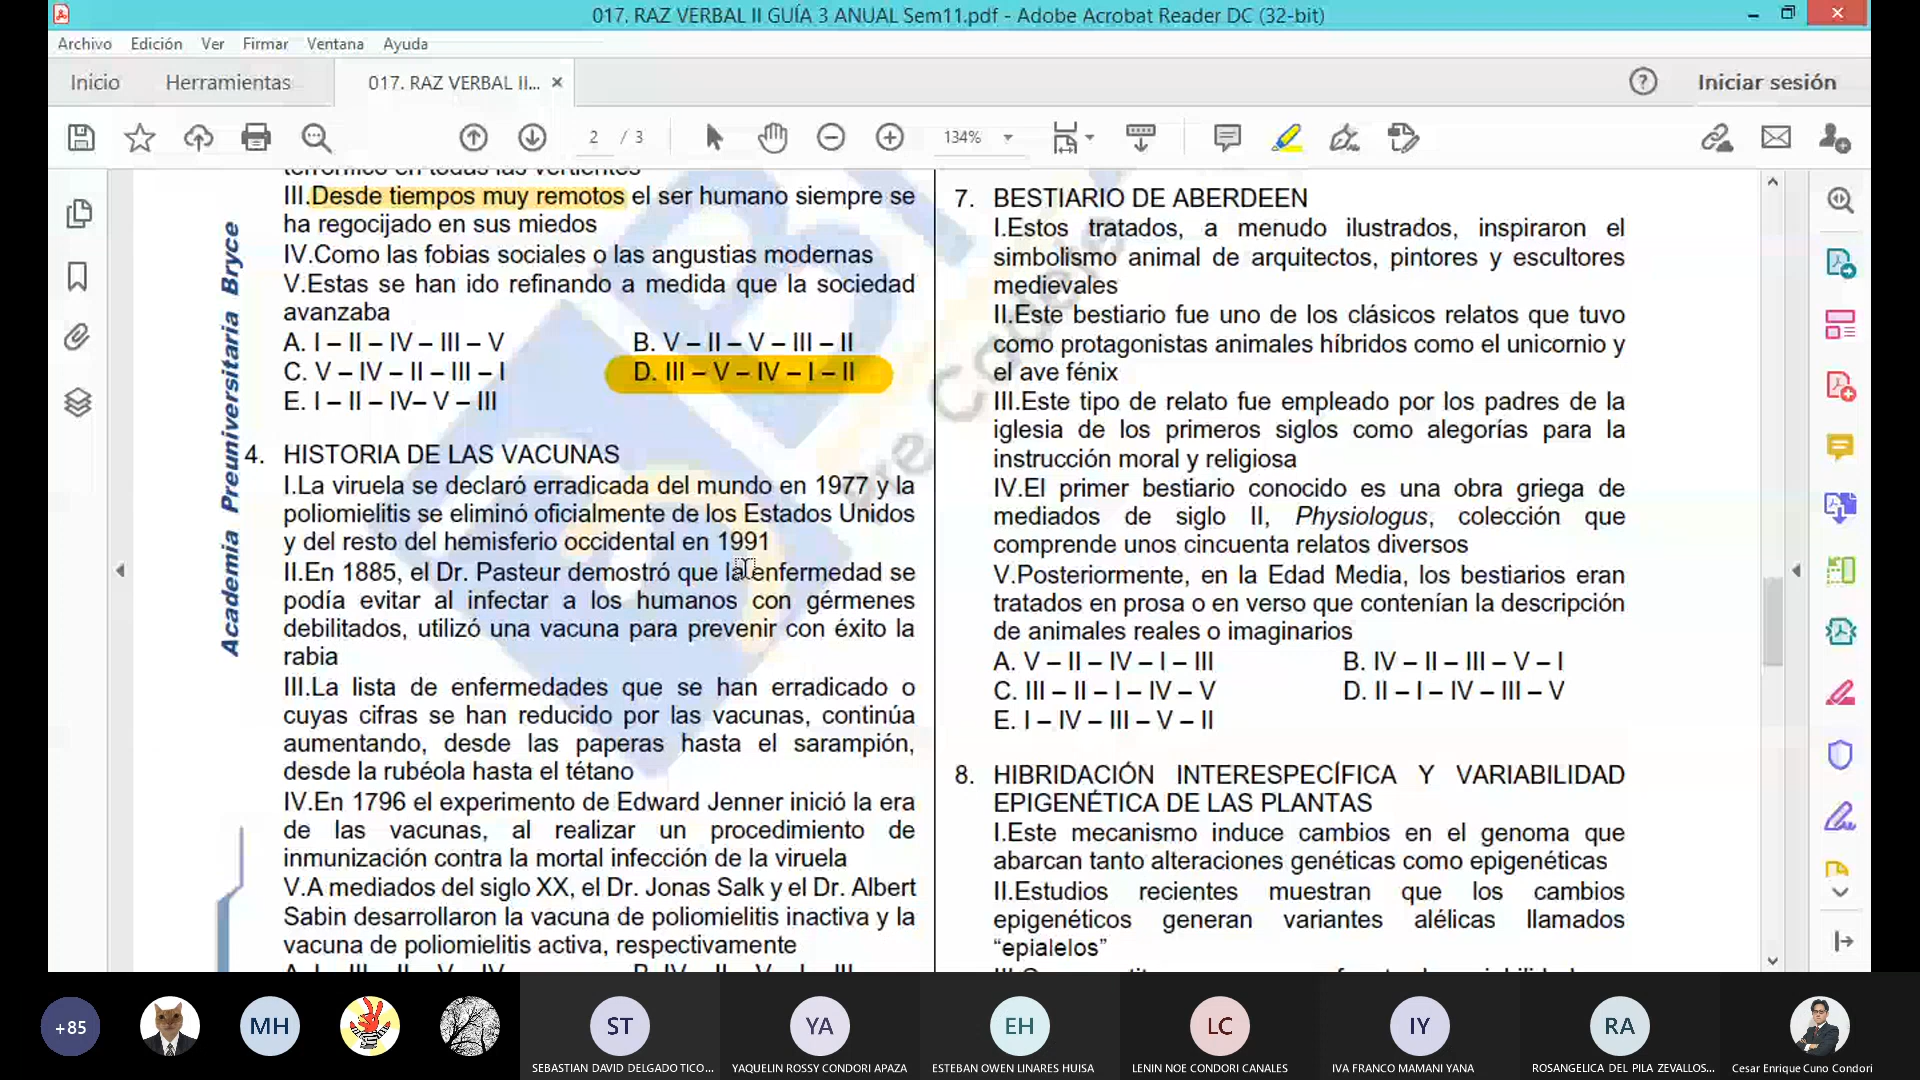 017. RAZ VERBAL II GUÍA 3 ANUAL Sem11.pdf - Adobe Acrobat Reader DC (32-bit)
Archivo Edición Ver Firmar Ventana Ayuda
Inicio Herramientas 017. RAZ VERBAL II... × Iniciar sesión
2 / 3 134%
Academia Preuniversitaria Bryce
terrorífico en todas las vertientes
III.Desde tiempos muy remotos el ser humano siempre se
ha regocijado en sus miedos
IV.Como las fobias sociales o las angustias modernas
V.Estas se han ido refinando a medida que la sociedad
avanzaba
A. I – II – IV – III – V B. V – II – V – III – II
C. V – IV – II – III – I D. III – V – IV – I – II
E. I – II – IV– V – III
4. HISTORIA DE LAS VACUNAS
I.La viruela se declaró erradicada del mundo en 1977 y la
poliomielitis se eliminó oficialmente de los Estados Unidos
y del resto del hemisferio occidental en 1991
II.En 1885, el Dr. Pasteur demostró que la enfermedad se
podía evitar al infectar a los humanos con gérmenes
debilitados, utilizó una vacuna para prevenir con éxito la
rabia
III.La lista de enfermedades que se han erradicado o
cuyas cifras se han reducido por las vacunas, continúa
aumentando, desde las paperas hasta el sarampión,
desde la rubéola hasta el tétano
IV.En 1796 el experimento de Edward Jenner inició la era
de las vacunas, al realizar un procedimiento de
inmunización contra la mortal infección de la viruela
V.A mediados del siglo XX, el Dr. Jonas Salk y el Dr. Albert
Sabin desarrollaron la vacuna de poliomielitis inactiva y la
vacuna de poliomielitis activa, respectivamente
7. BESTIARIO DE ABERDEEN
I.Estos tratados, a menudo ilustrados, inspiraron el
simbolismo animal de arquitectos, pintores y escultores
medievales
II.Este bestiario fue uno de los clásicos relatos que tuvo
como protagonistas animales híbridos como el unicornio y
el ave fénix
III.Este tipo de relato fue empleado por los padres de la
iglesia de los primeros siglos como alegorías para la
instrucción moral y religiosa
IV.El primer bestiario conocido es una obra griega de
mediados de siglo II, Physiologus, colección que
comprende unos cincuenta relatos diversos
V.Posteriormente, en la Edad Media, los bestiarios eran
tratados en prosa o en verso que contenían la descripción
de animales reales o imaginarios
A. V – II – IV – I – III B. IV – II – III – V – I
C. III – II – I – IV – V D. II – I – IV – III – V
E. I – IV – III – V – II
8. HIBRIDACIÓN INTERESPECÍFICA Y VARIABILIDAD
EPIGENÉTICA DE LAS PLANTAS
I.Este mecanismo induce cambios en el genoma que
abarcan tanto alteraciones genéticas como epigenéticas
II.Estudios recientes muestran que los cambios
epigenéticos generan variantes alélicas llamados
“epialelos”
+85 MH ST YA EH LC IY RA
SEBASTIAN DAVID DELGADO TICO... YAQUELIN ROSSY CONDORI APAZA ESTEBAN OWEN LINARES HUISA LENIN NOE CONDORI CANALES IVA FRANCO MAMANI YANA ROSANGELICA DEL PILA ZEVALLOS... Cesar Enrique Cuno Condori